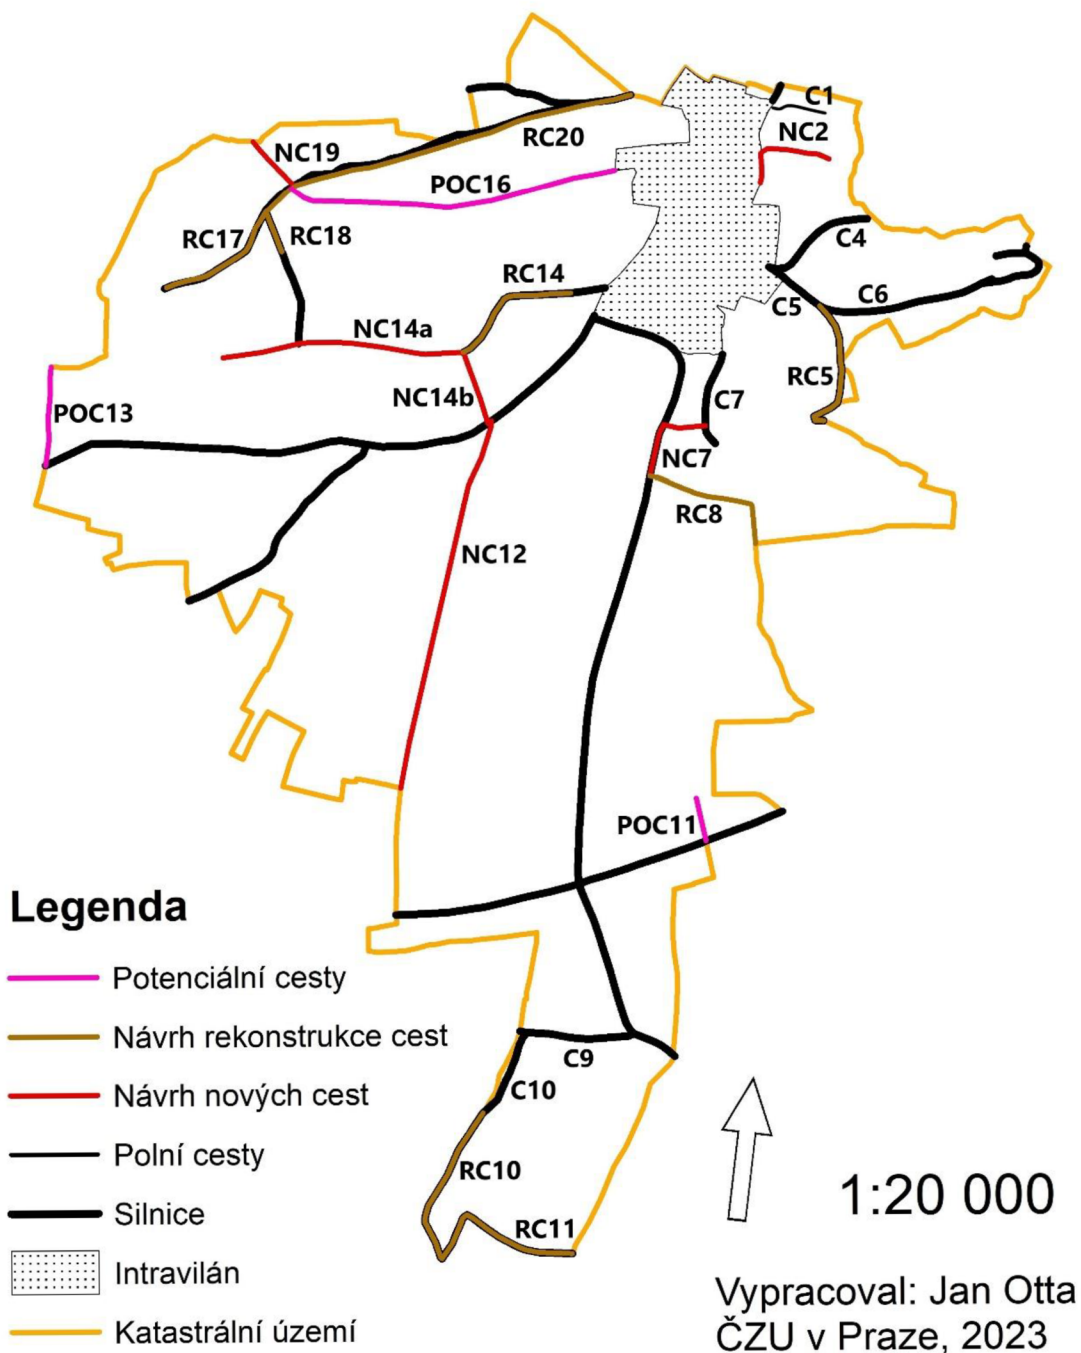 C1
NC2
NC19
RC20
POC16
RC17
RC18
C4
RC14
C5
C6
NC14a
RC5
NC14b
C7
POC13
NC7
RC8
NC12
POC11
Legenda
Potenciální cesty
Návrh rekonstrukce cest
Návrh nových cest
Polní cesty
Silnice
Intravilán
Katastrální území
C9
C10
RC10
RC11
1:20 000
Vypracoval: Jan Otta
ČZU v Praze, 2023